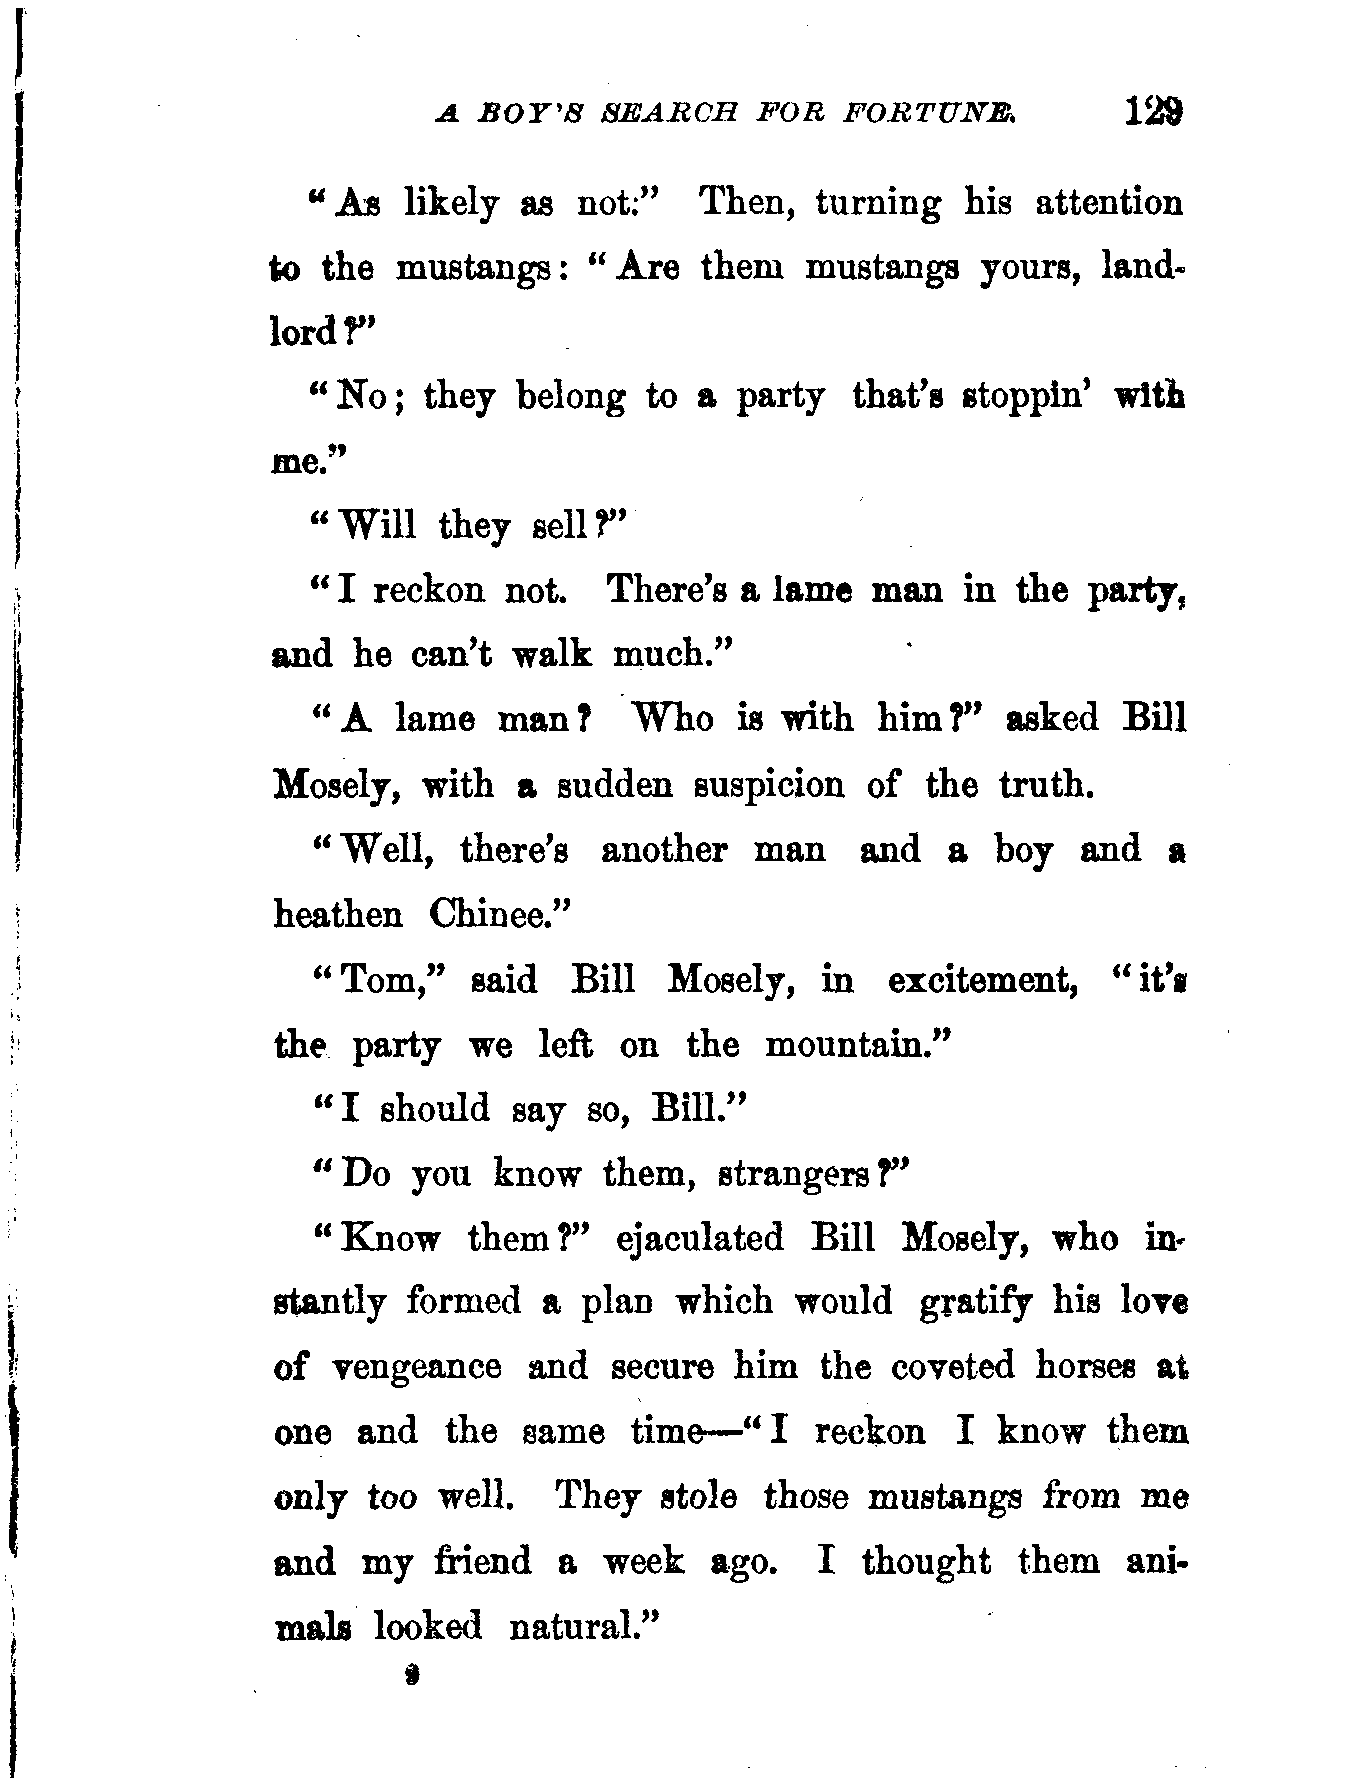 A BOY'S SEARCH FOR FORTUNE. 129
"As likely as not." Then, turning his attention
to the mustangs: "Are them mustangs yours, land-
lord?"
"No; they belong to a party that's stoppin' with
me."
"Will they sell?"
"I reckon not. There's a lame man in the party,
and he can't walk much."
"A lame man? Who is with him?" asked Bill
Mosely, with a sudden suspicion of the truth.
"Well, there's another man and a boy and a
heathen Chinee."
"Tom," said Bill Mosely, in excitement, "it's
the party we left on the mountain."
"I should say so, Bill."
"Do you know them, strangers?"
"Know them?" ejaculated Bill Mosely, who in-
stantly formed a plan which would gratify his love
of vengeance and secure him the coveted horses at
one and the same time—"I reckon I know them
only too well. They stole those mustangs from me
and my friend a week ago. I thought them ani-
mals looked natural."
9